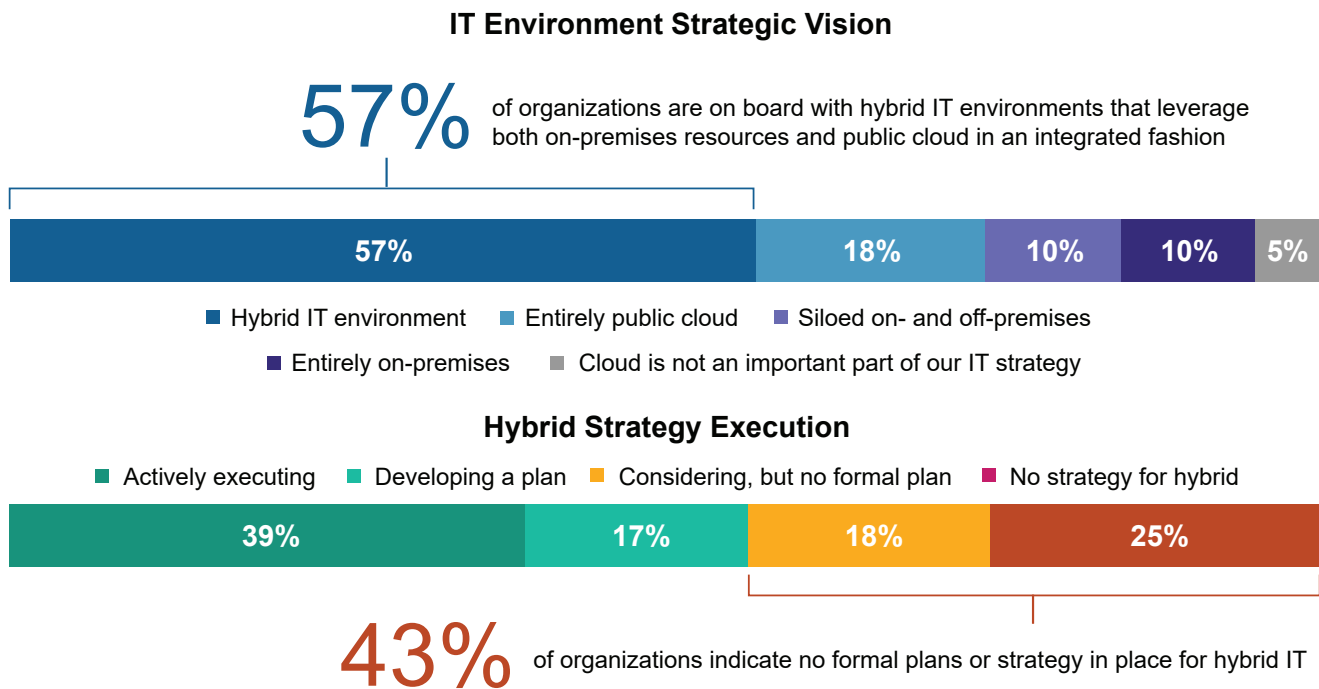 IT Environment Strategic Vision
57%
of organizations are on board with hybrid IT environments that leverage
both on-premises resources and public cloud in an integrated fashion
57% 18% 10% 10% 5%
Hybrid IT environment Entirely public cloud Siloed on- and off-premises
Entirely on-premises Cloud is not an important part of our IT strategy
Hybrid Strategy Execution
Actively executing Developing a plan Considering, but no formal plan No strategy for hybrid
39% 17% 18% 25%
43% of organizations indicate no formal plans or strategy in place for hybrid IT